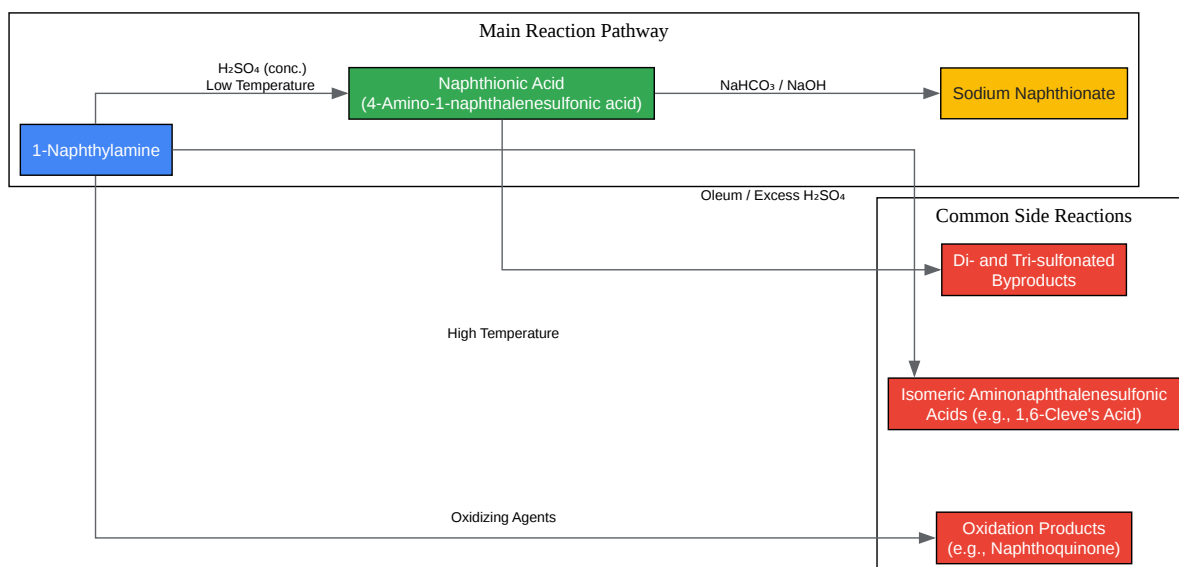 Main Reaction Pathway
H₂SO₄ (conc.)
Low Temperature
Naphthionic Acid
(4-Amino-1-naphthalenesulfonic acid)
NaHCO₃ / NaOH
Sodium Naphthionate
1-Naphthylamine
Oleum / Excess H₂SO₄
Common Side Reactions
Di- and Tri-sulfonated
Byproducts
High Temperature
Isomeric Aminonaphthalenesulfonic
Acids (e.g., 1,6-Cleve's Acid)
Oxidizing Agents
Oxidation Products
(e.g., Naphthoquinone)